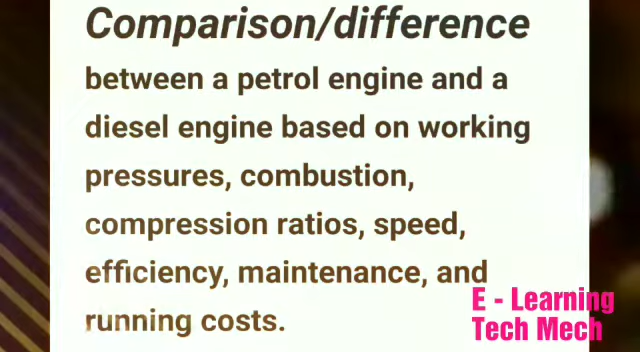 Comparison/difference
between a petrol engine and a
diesel engine based on working
pressures, combustion,
compression ratios, speed,
efficiency, maintenance, and
running costs.
E - Learning
Tech Mech